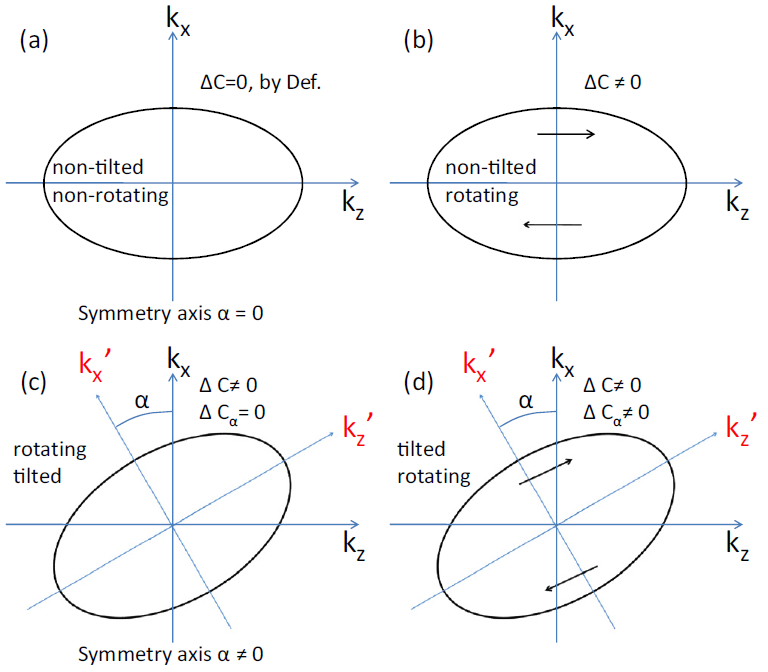 (a)
kx
ΔC=0, by Def.
non-tilted
non-rotating
kz
Symmetry axis α = 0
(b)
kx
ΔC ≠ 0
non-tilted
rotating
kz
(c)
kx'
kx
α
Δ C≠ 0
Δ Cα= 0
kz'
rotating
tilted
kz
Symmetry axis α ≠ 0
(d)
kx'
kx
α
Δ C≠ 0
Δ Cα≠ 0
kz'
tilted
rotating
kz